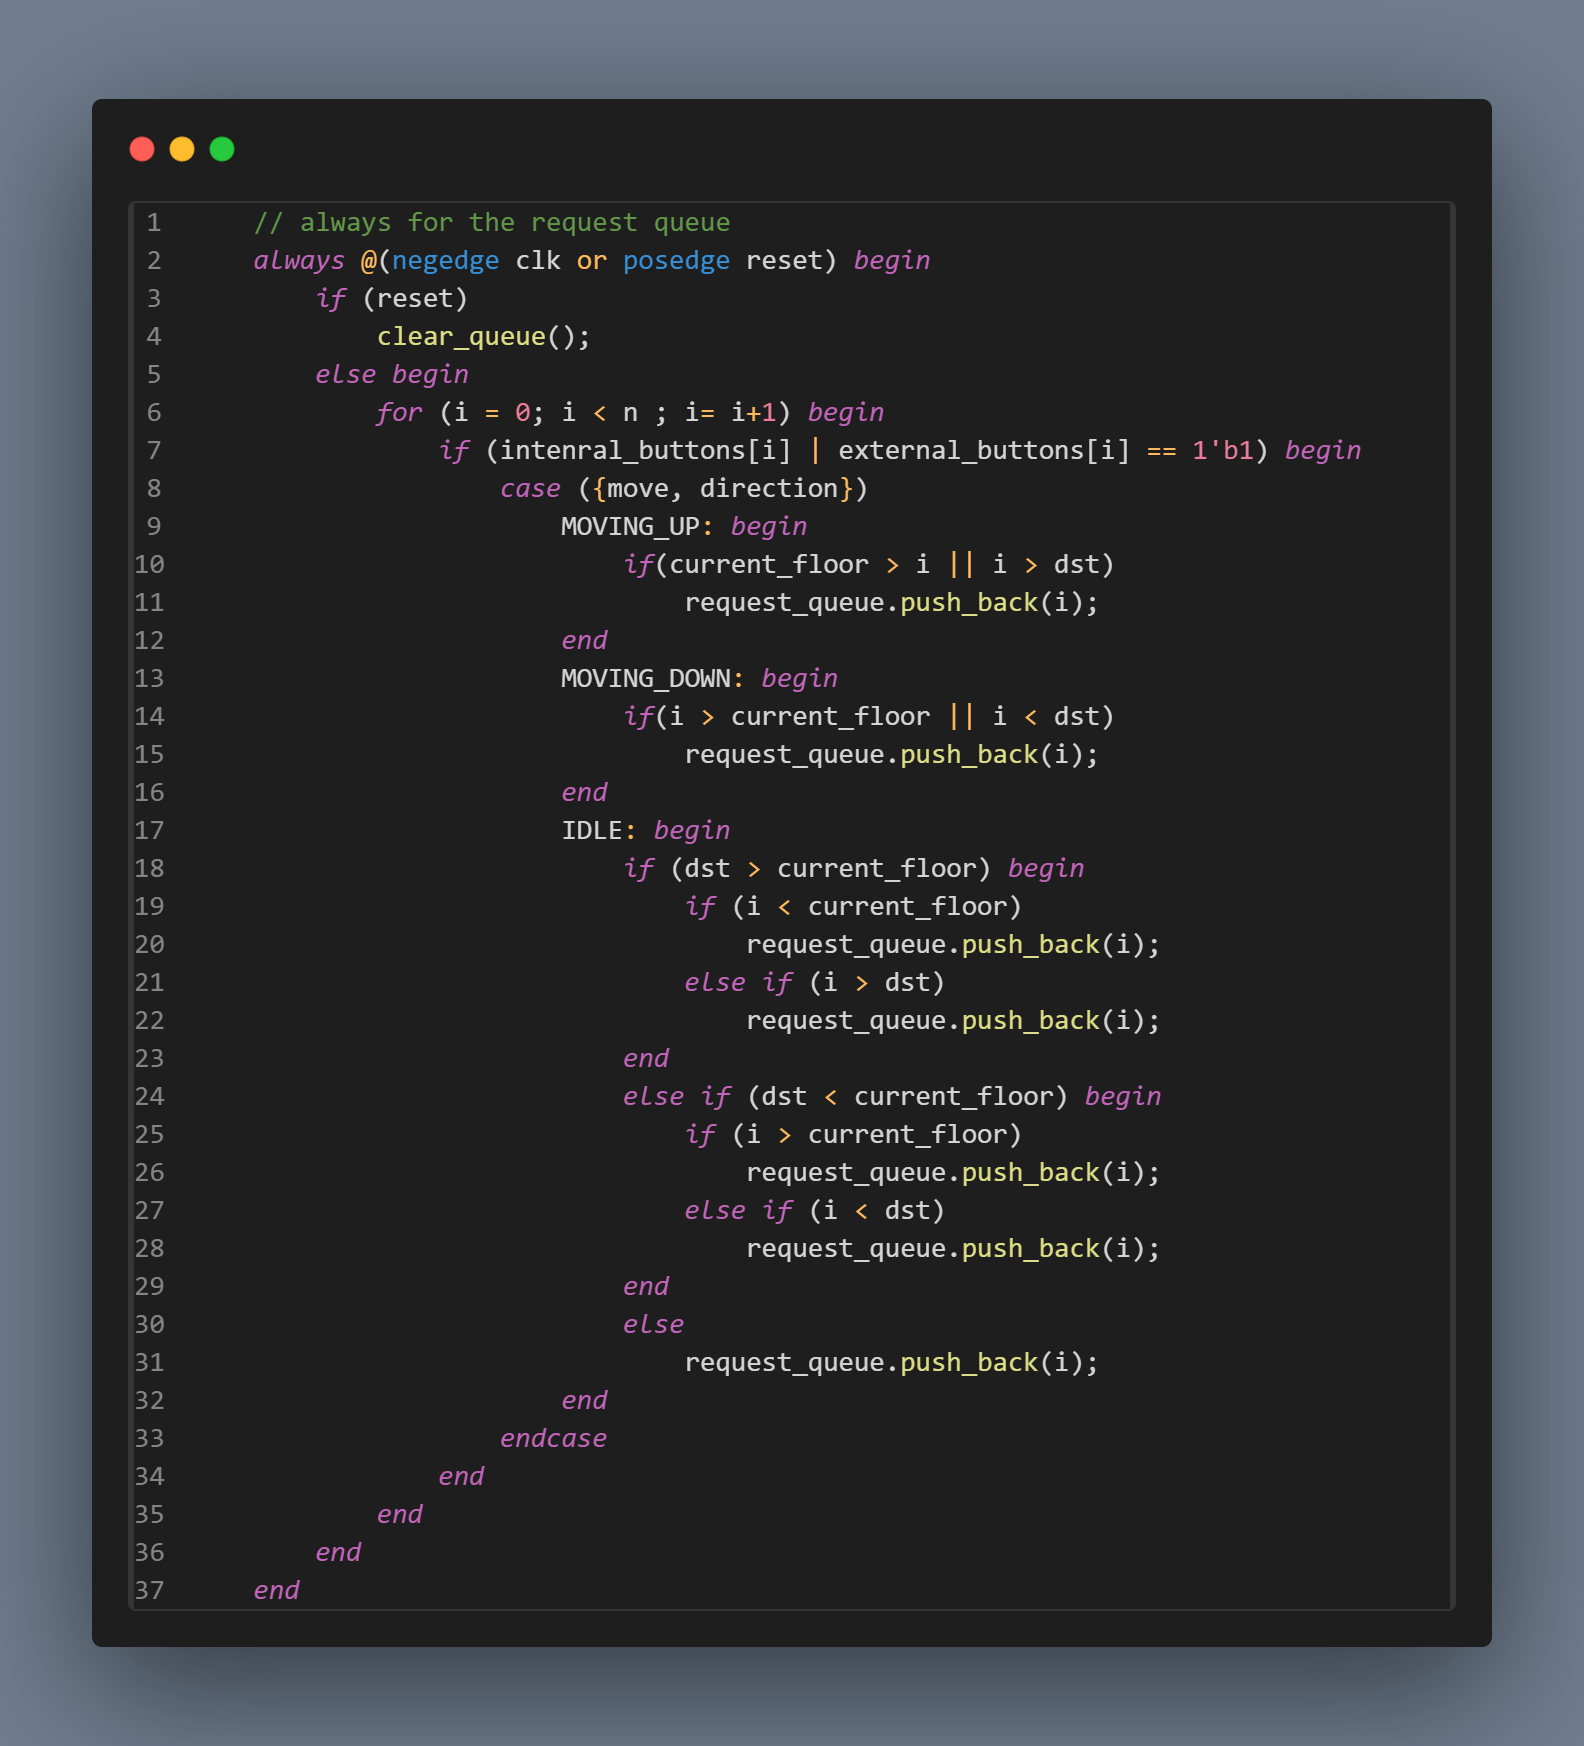 1 // always for the request queue
2 always @(negedge clk or posedge reset) begin
3 if (reset)
4 clear_queue();
5 else begin
6 for (i = 0; i < n ; i= i+1) begin
7 if (intenral_buttons[i] | external_buttons[i] == 1'b1) begin
8 case ({move, direction})
9 MOVING_UP: begin
10 if(current_floor > i || i > dst)
11 request_queue.push_back(i);
12 end
13 MOVING_DOWN: begin
14 if(i > current_floor || i < dst)
15 request_queue.push_back(i);
16 end
17 IDLE: begin
18 if (dst > current_floor) begin
19 if (i < current_floor)
20 request_queue.push_back(i);
21 else if (i > dst)
22 request_queue.push_back(i);
23 end
24 else if (dst < current_floor) begin
25 if (i > current_floor)
26 request_queue.push_back(i);
27 else if (i < dst)
28 request_queue.push_back(i);
29 end
30 else
31 request_queue.push_back(i);
32 end
33 endcase
34 end
35 end
36 end
37 end